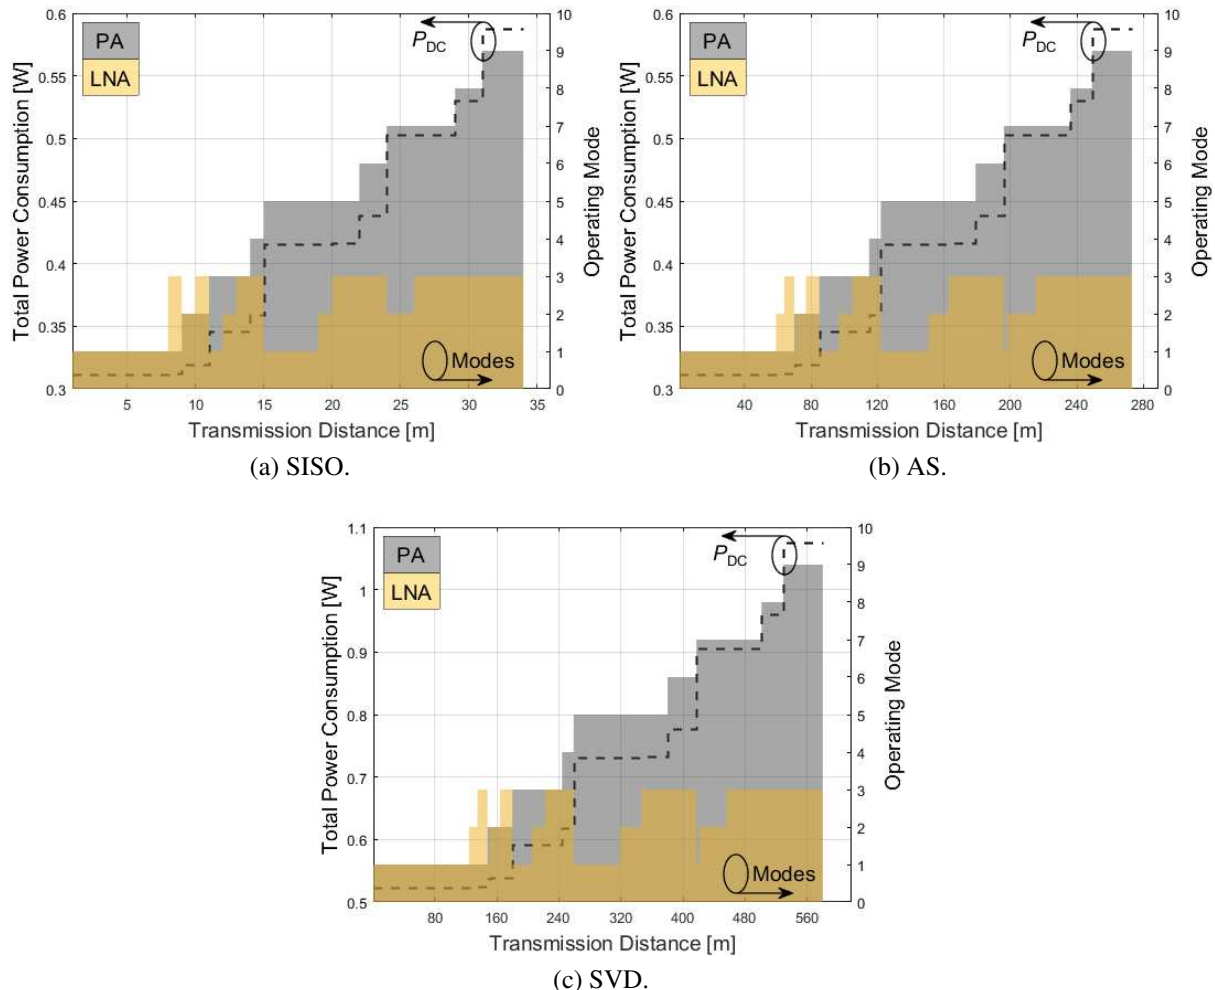 0.6
0.55
0.5
0.45
0.4
0.35
0.3
Total Power Consumption [W]
PA
LNA
P_DC
Modes
10
9
8
7
6
5
4
3
2
1
0
Operating Mode
5 10 15 20 25 30 35
Transmission Distance [m]
(a) SISO.
0.6
0.55
0.5
0.45
0.4
0.35
0.3
Total Power Consumption [W]
PA
LNA
P_DC
Modes
10
9
8
7
6
5
4
3
2
1
0
Operating Mode
40 80 120 160 200 240 280
Transmission Distance [m]
(b) AS.
1.1
1
0.9
0.8
0.7
0.6
0.5
Total Power Consumption [W]
PA
LNA
P_DC
Modes
10
9
8
7
6
5
4
3
2
1
0
Operating Mode
80 160 240 320 400 480 560
Transmission Distance [m]
(c) SVD.